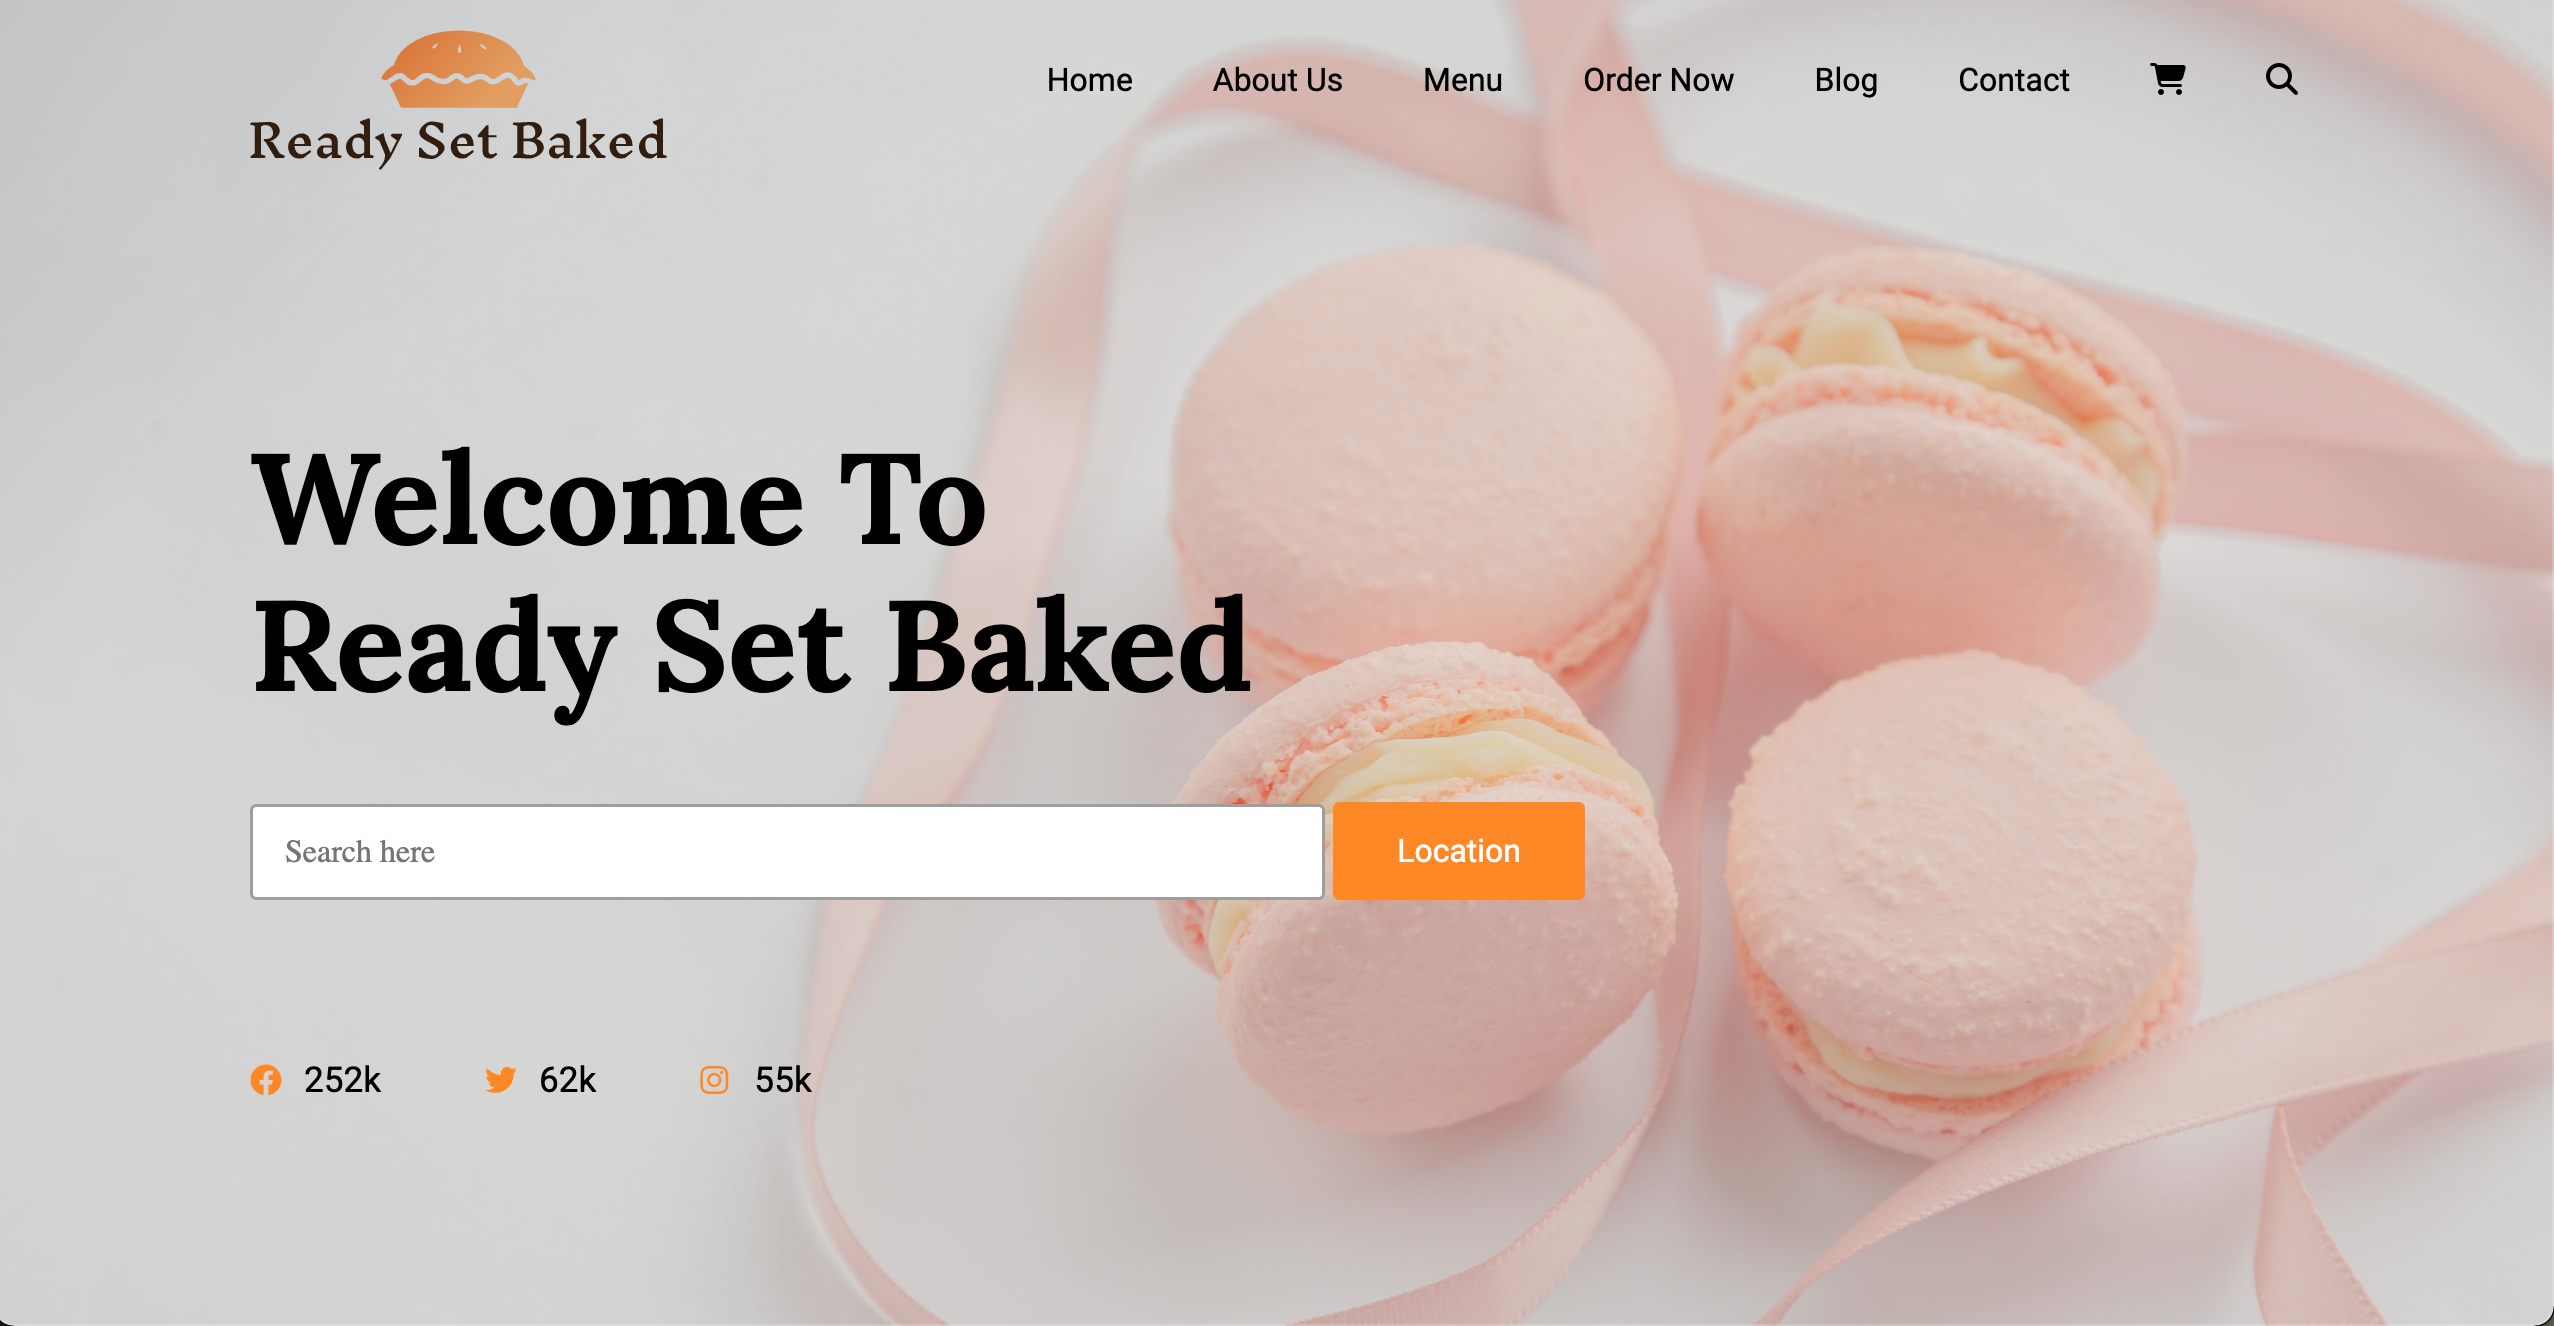 Ready Set Baked
Home About Us Menu Order Now Blog Contact
Welcome To
Ready Set Baked
Search here Location
252k 62k 55k